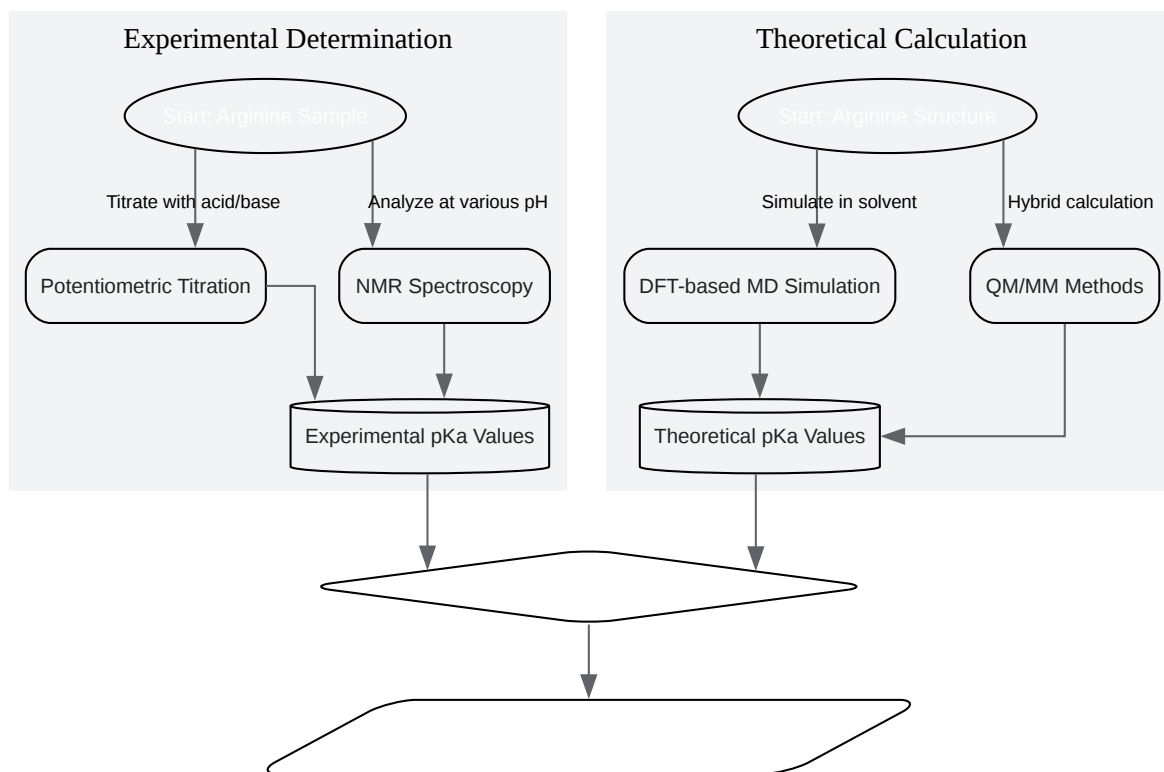 Experimental Determination
Theoretical Calculation
Start: Arginine Sample
Start: Arginine Structure
Titrate with acid/base
Analyze at various pH
Simulate in solvent
Hybrid calculation
Potentiometric Titration
NMR Spectroscopy
DFT-based MD Simulation
QM/MM Methods
Experimental pKa Values
Theoretical pKa Values